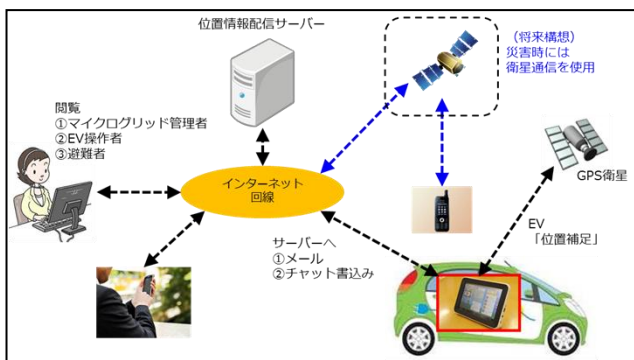 位置情報配信サーバー
（将来構想）
災害時には
衛星通信を使用
閲覧
①マイクログリッド管理者
②EV操作者
③避難者
GPS衛星
インターネット
回線
EV
「位置補足」
サーバーへ
①メール
②チャット書込み